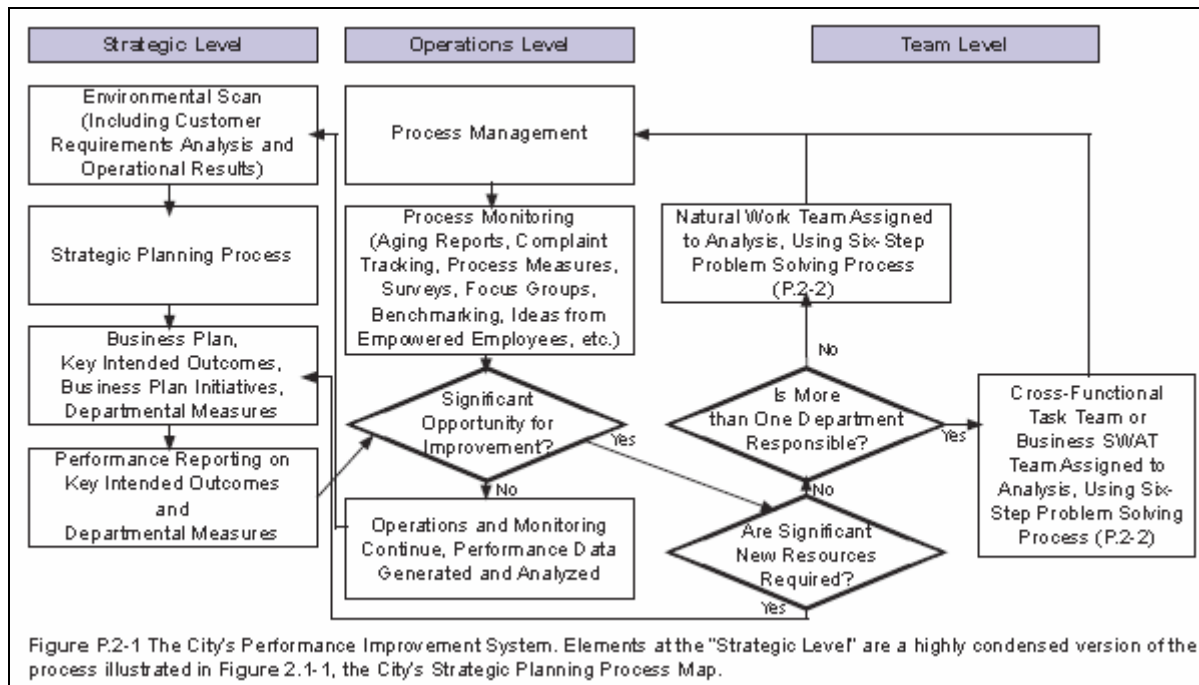 Strategic Level
Operations Level
Team Level
Environmental Scan
(Including Customer
Requirements Analysis and
Operational Results)
Strategic Planning Process
Business Plan,
Key Intended Outcomes,
Business Plan Initiatives,
Departmental Measures
Performance Reporting on
Key Intended Outcomes
and
Departmental Measures
Process Management
Process Monitoring
(Aging Reports, Complaint
Tracking, Process Measures,
Surveys, Focus Groups,
Benchmarking, Ideas from
Empowered Employees, etc.)
Significant
Opportunity for
Improvement?
Yes
No
Operations and Monitoring
Continue, Performance Data
Generated and Analyzed
Natural Work Team Assigned
to Analysis, Using Six-Step
Problem Solving Process
(P.2-2)
No
Is More
than One Department
Responsible?
Yes
No
Are Significant
New Resources
Required?
Yes
Cross-Functional
Task Team or
Business SWAT
Team Assigned to
Analysis, Using Six-
Step Problem Solving
Process (P.2-2)
Figure P.2-1 The City's Performance Improvement System. Elements at the "Strategic Level" are a highly condensed version of the
process illustrated in Figure 2.1-1, the City's Strategic Planning Process Map.